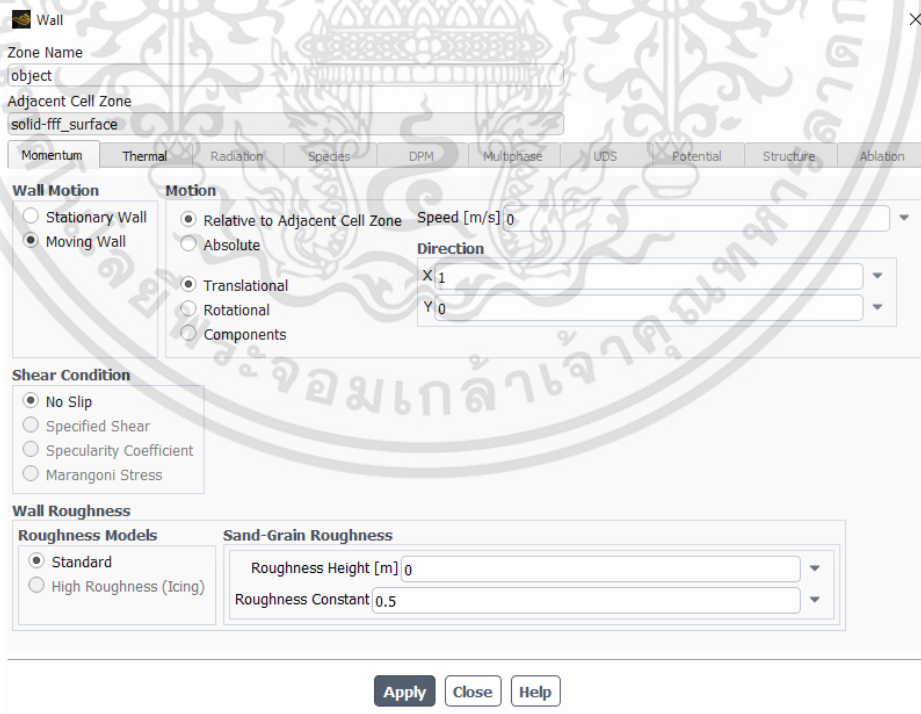 Wall
Zone Name
object
Adjacent Cell Zone
solid-fff_surface
Momentum Thermal Radiation Species DPM Multiphase UDS Potential Structure Ablation
Wall Motion Motion
Stationary Wall Relative to Adjacent Cell Zone Speed [m/s] 0
Moving Wall Absolute Direction
X 1
Translational
Rotational Y 0
Components
Shear Condition
No Slip
Specified Shear
Specularity Coefficient
Marangoni Stress
Wall Roughness
Roughness Models Sand-Grain Roughness
Standard Roughness Height [m] 0
High Roughness (Icing) Roughness Constant 0.5
Apply Close Help